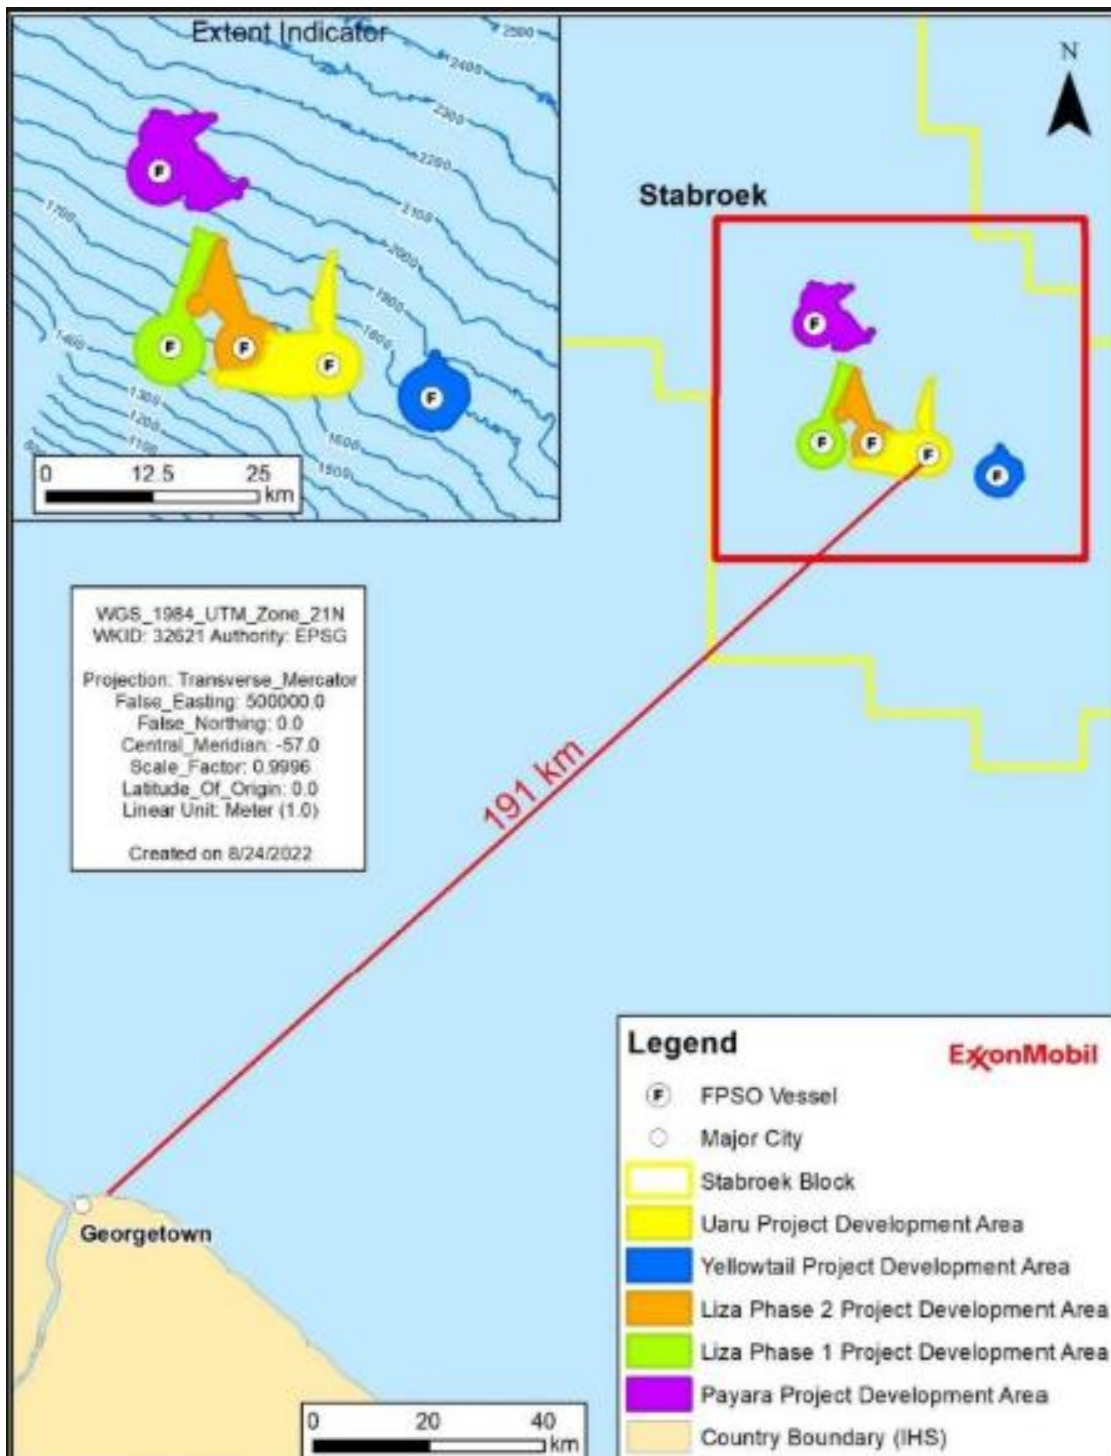 Extent Indicator
2500
2400
2300
2200
2100
2000
1900
1800
1700
1400
1300
1200
1100
1600
1500
F
F
F
F
F
0 12.5 25
km
N
Stabroek
F
F
F
F
F
191 km
WGS_1984_UTM_Zone_21N
WKID: 32621 Authority: EPSG
Projection: Transverse_Mercator
False_Easting: 500000.0
False_Northing: 0.0
Central_Meridian: -57.0
Scale_Factor: 0.9996
Latitude_Of_Origin: 0.0
Linear Unit: Meter (1.0)
Created on 8/24/2022
Georgetown
0 20 40
km
Legend
ExxonMobil
F FPSO Vessel
Major City
Stabroek Block
Uaru Project Development Area
Yellowtail Project Development Area
Liza Phase 2 Project Development Area
Liza Phase 1 Project Development Area
Payara Project Development Area
Country Boundary (IHS)